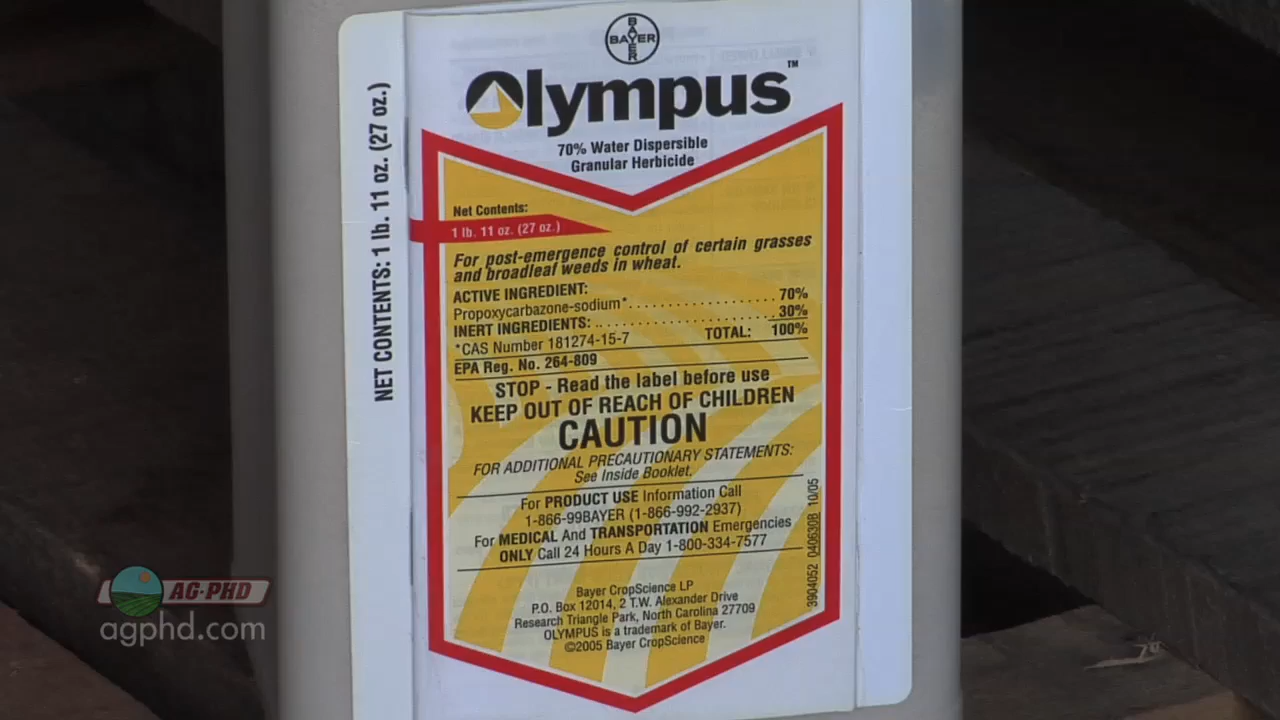 BAYER
BAYER
Olympus™
70% Water Dispersible
Granular Herbicide
NET CONTENTS: 1 lb. 11 oz. (27 oz.)
Net Contents:
1 lb. 11 oz. (27 oz.)
For post-emergence control of certain grasses
and broadleaf weeds in wheat.
ACTIVE INGREDIENT:
Propoxycarbazone-sodium* . . . . . . . . . . . . . . . . . . . . . 70%
INERT INGREDIENTS: . . . . . . . . . . . . . . . . . . . . . . . . . 30%
*CAS Number 181274-15-7 TOTAL: 100%
EPA Reg. No. 264-809
STOP - Read the label before use
KEEP OUT OF REACH OF CHILDREN
CAUTION
FOR ADDITIONAL PRECAUTIONARY STATEMENTS:
See Inside Booklet.
For PRODUCT USE Information Call
1-866-99BAYER (1-866-992-2937)
For MEDICAL And TRANSPORTATION Emergencies
ONLY Call 24 Hours A Day 1-800-334-7577
Bayer CropScience LP
P.O. Box 12014, 2 T.W. Alexander Drive
Research Triangle Park, North Carolina 27709
OLYMPUS is a trademark of Bayer.
©2005 Bayer CropScience
3904052 040630B 10/05
AG-PHD
agphd.com